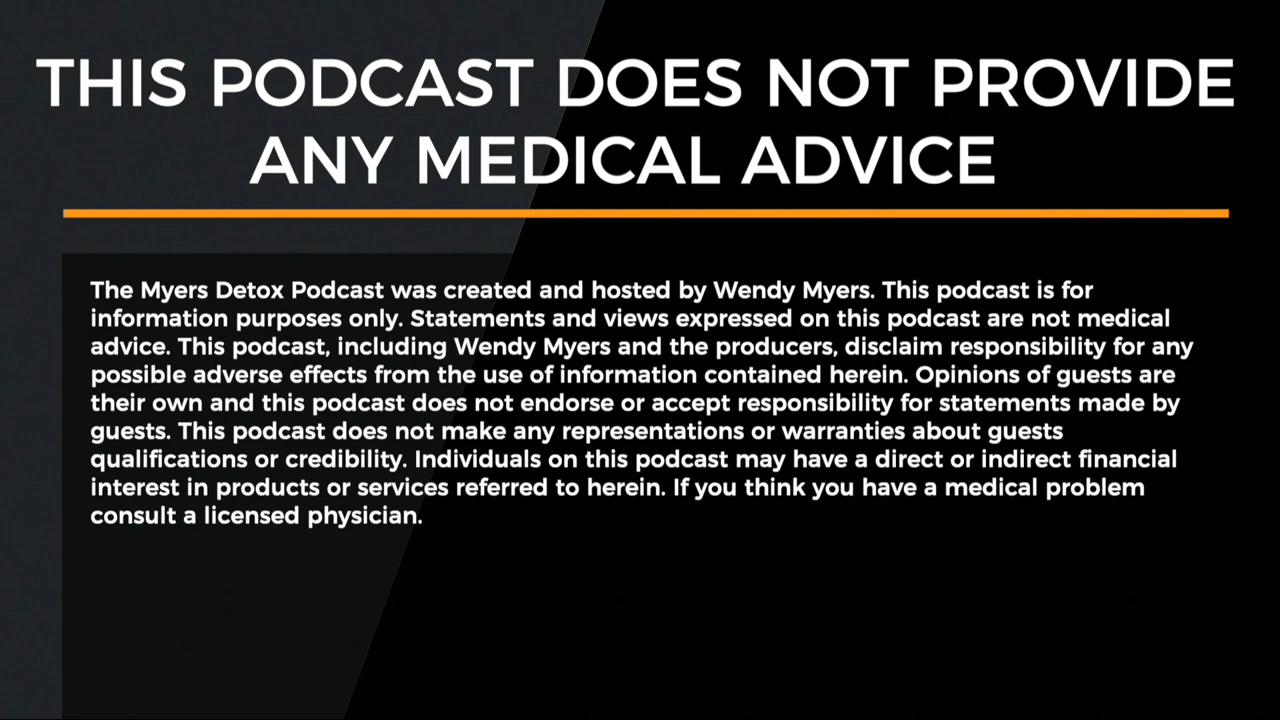 THIS PODCAST DOES NOT PROVIDE
ANY MEDICAL ADVICE
The Myers Detox Podcast was created and hosted by Wendy Myers. This podcast is for
information purposes only. Statements and views expressed on this podcast are not medical
advice. This podcast, including Wendy Myers and the producers, disclaim responsibility for any
possible adverse effects from the use of information contained herein. Opinions of guests are
their own and this podcast does not endorse or accept responsibility for statements made by
guests. This podcast does not make any representations or warranties about guests
qualifications or credibility. Individuals on this podcast may have a direct or indirect financial
interest in products or services referred to herein. If you think you have a medical problem
consult a licensed physician.